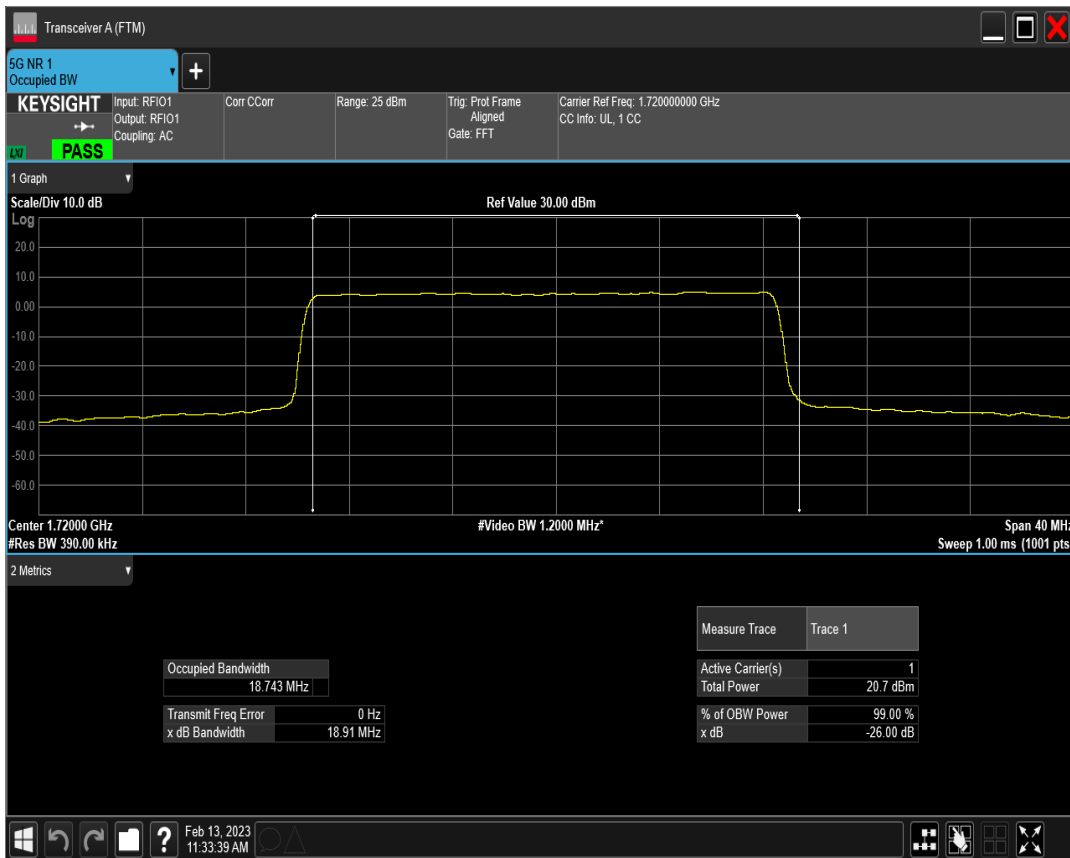 Transceiver A (FTM)
5G NR 1
Occupied BW
+
KEYSIGHT
LXI
PASS
Input: RFIO1
Output: RFIO1
Coupling: AC
Corr CCorr
Range: 25 dBm
Trig: Prot Frame
Aligned
Gate: FFT
Carrier Ref Freq: 1.720000000 GHz
CC Info: UL, 1 CC
1 Graph
Scale/Div 10.0 dB
Ref Value 30.00 dBm
Log
20.0
10.0
0.00
-10.0
-20.0
-30.0
-40.0
-50.0
-60.0
Center 1.72000 GHz
#Video BW 1.2000 MHz*
Span 40 MHz
#Res BW 390.00 kHz
Sweep 1.00 ms (1001 pts
2 Metrics
Measure Trace Trace 1
Occupied Bandwidth
18.743 MHz
Active Carrier(s) 1
Total Power 20.7 dBm
Transmit Freq Error 0 Hz
x dB Bandwidth 18.91 MHz
% of OBW Power 99.00 %
x dB -26.00 dB
?
Feb 13, 2023
11:33:39 AM